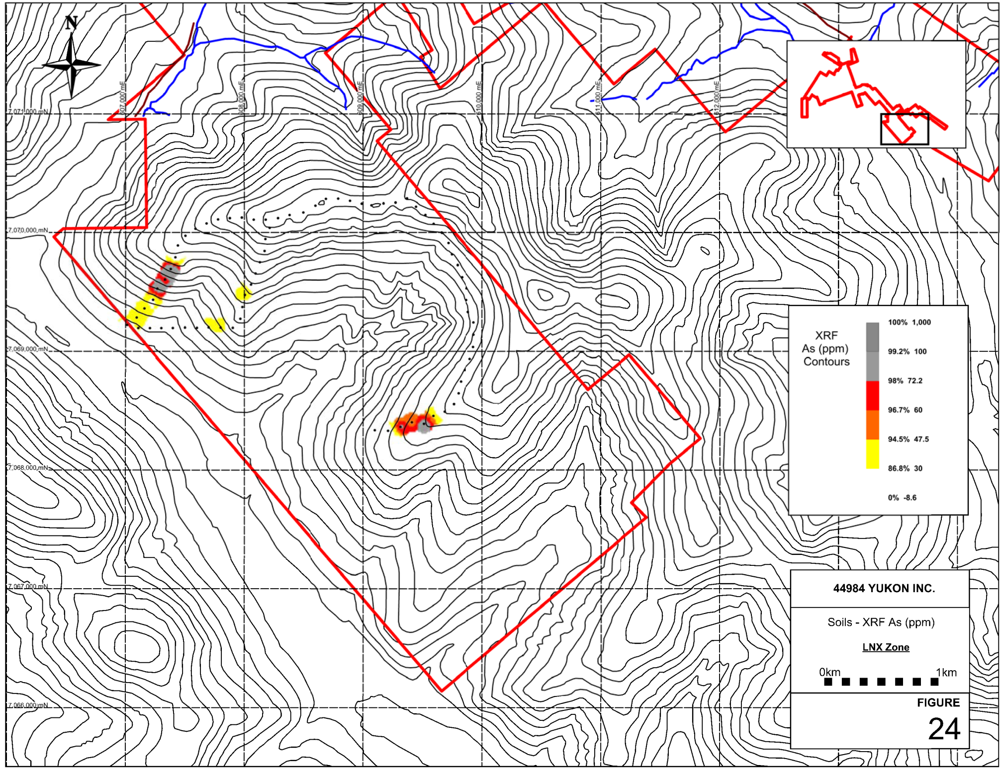 N
607,000 mE
608,000 mE
609,000 mE
610,000 mE
611,000 mE
612,000 mE
7,071,000 mN
7,070,000 mN
7,069,000 mN
7,068,000 mN
7,067,000 mN
7,066,000 mN
XRF
As (ppm)
Contours
100% 1,000
99.2% 100
98% 72.2
96.7% 60
94.5% 47.5
86.8% 30
0% -8.6
44984 YUKON INC.
Soils - XRF As (ppm)
LNX Zone
0km 1km
FIGURE
24